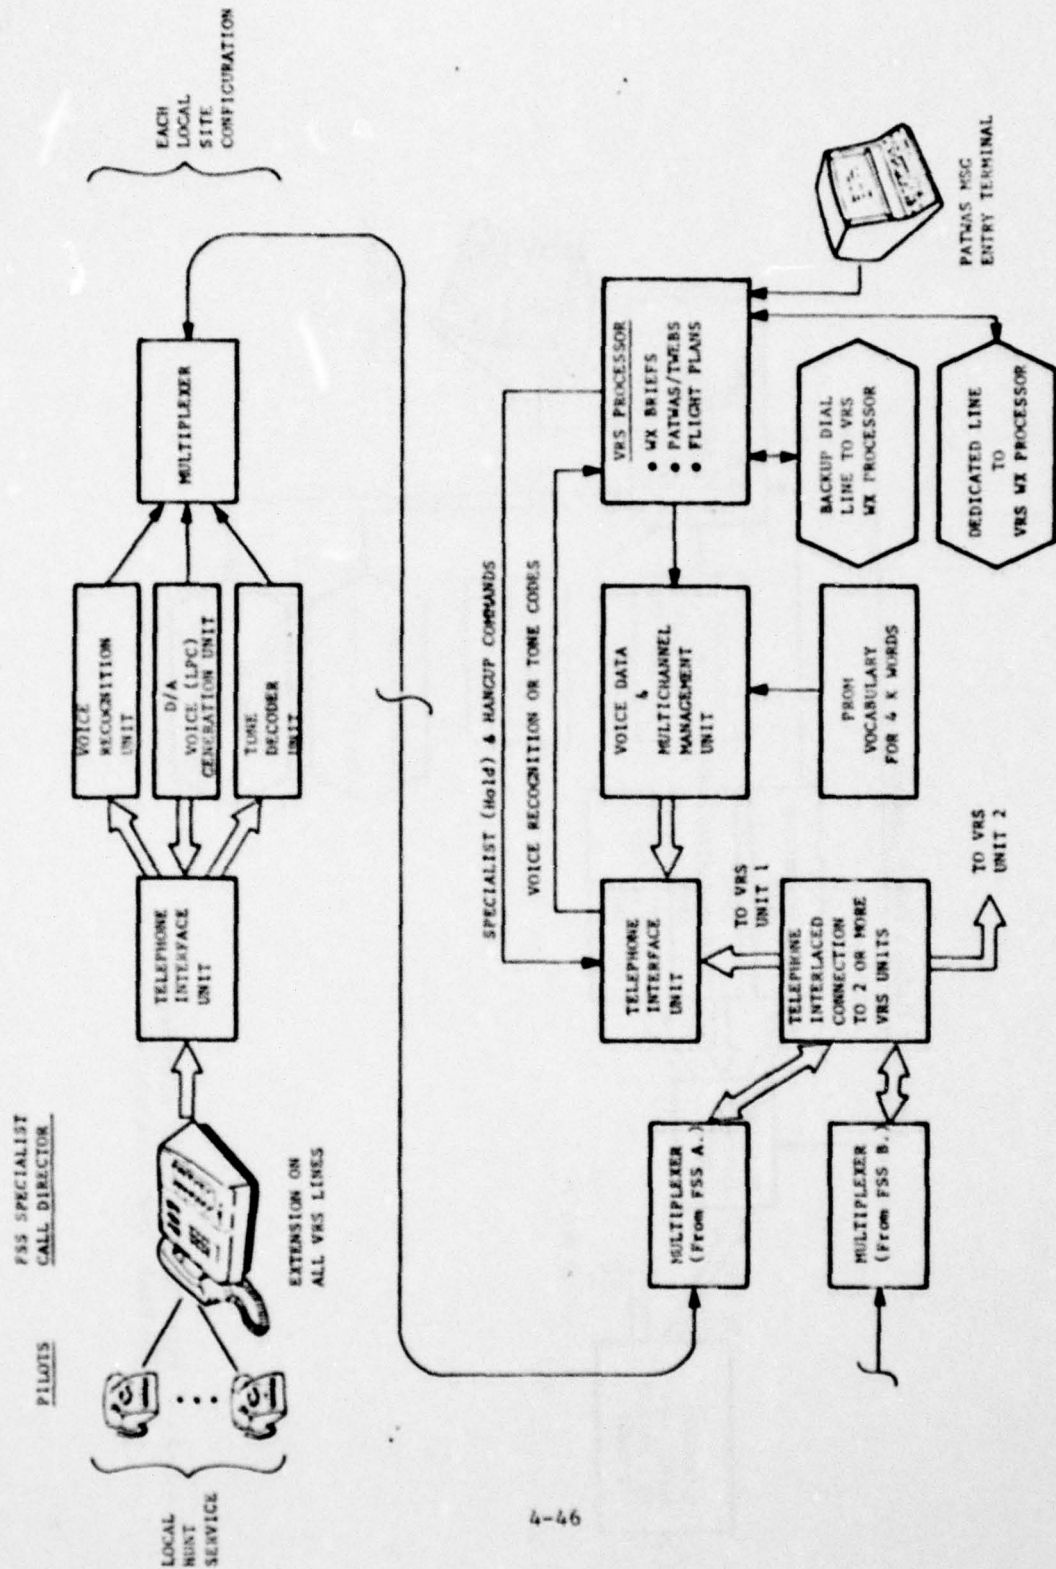 PILOTS
FSS SPECIALIST
CALL DIRECTOR
LOCAL
HUNT
SERVICE
EXTENSION ON
ALL VRS LINES
TELEPHONE
INTERFACE
UNIT
VOICE
RECOGNITION
UNIT
D/A
VOICE (LPC)
GENERATION UNIT
TONE
DECODER
UNIT
MULTIPLEXER
EACH
LOCAL
SITE
CONFIGURATION
SPECIALIST (Hold) & HANGUP COMMANDS
VOICE RECOGNITION OR TONE CODES
MULTIPLEXER
(From FSS A.)
MULTIPLEXER
(From FSS B.)
TELEPHONE
INTERFACE
UNIT
TO VRS
UNIT 1
TELEPHONE
INTERLACED
CONNECTION
TO 2 OR MORE
VRS UNITS
TO VRS
UNIT 2
VOICE DATA
&
MULTICHANNEL
MANAGEMENT
UNIT
PROM
VOCABULARY
FOR 4 K WORDS
VRS PROCESSOR
• WX BRIEFS
• PATWAS/TWEBS
• FLIGHT PLANS
BACKUP DIAL
LINE TO VRS
WX PROCESSOR
DEDICATED LINE
TO
VRS WX PROCESSOR
PATWAS MSG
ENTRY TERMINAL
4-46